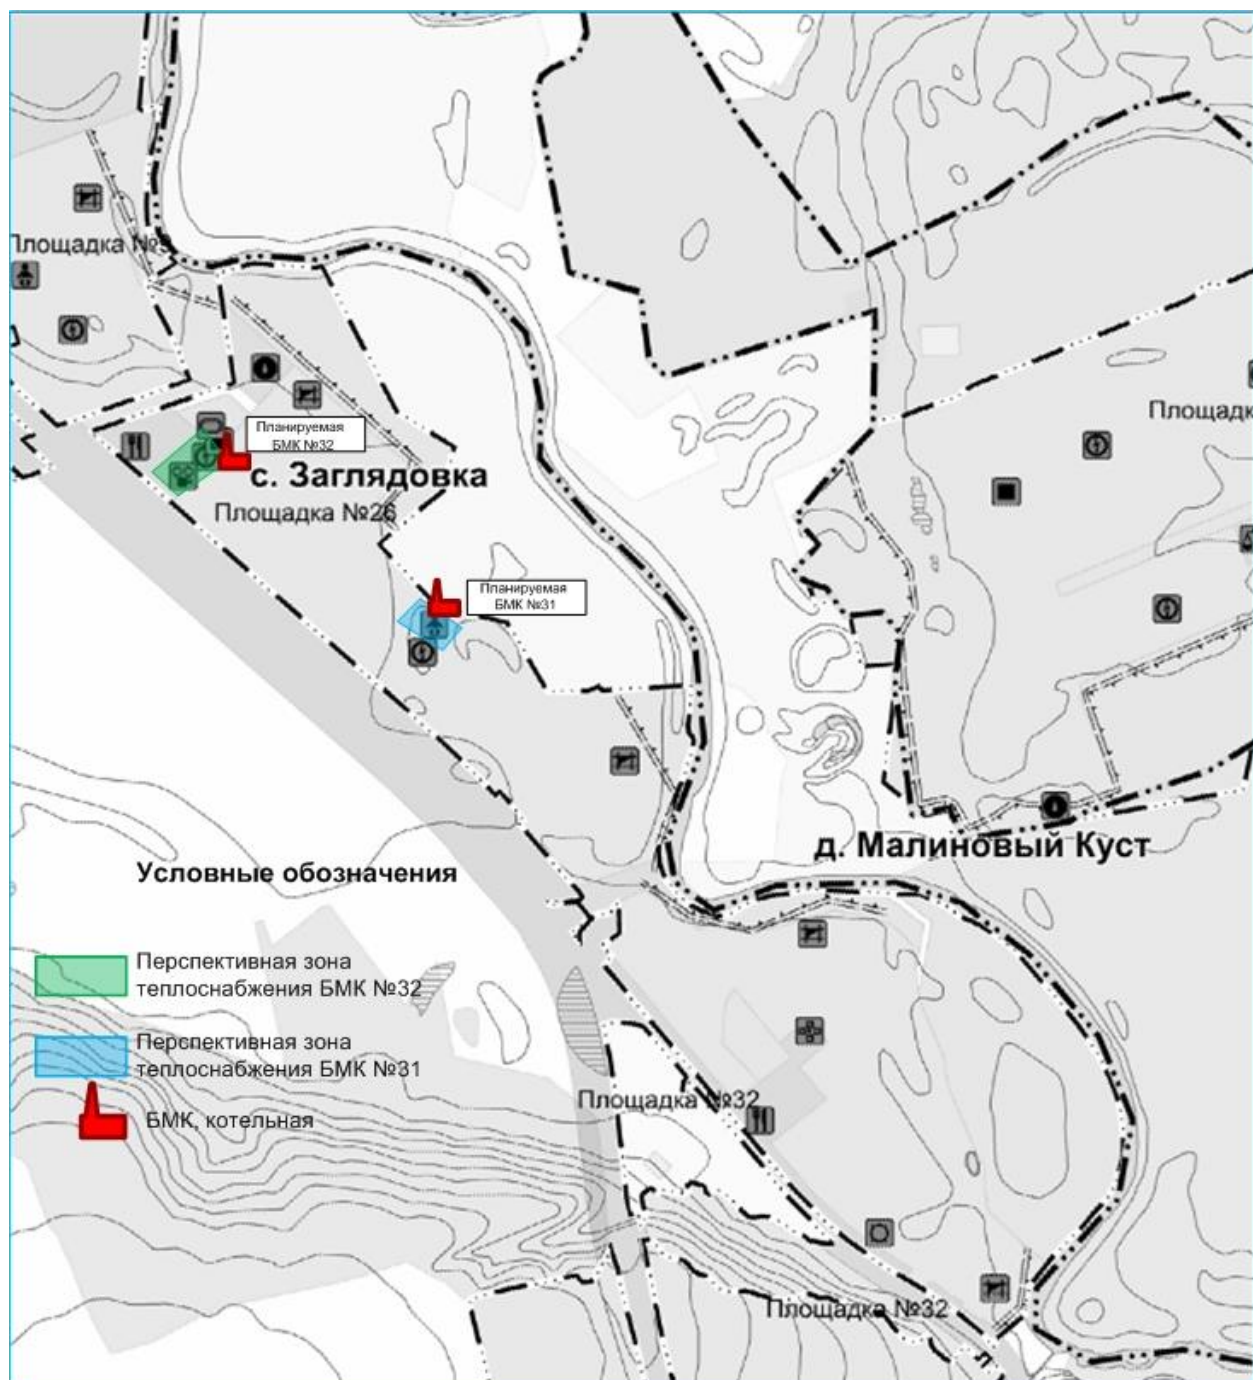 Площадка №9
Планируемая
БМК №32
с. Заглядовка
Площадка №26
Площадк
Планируемая
БМК №31
д. Малиновый Куст
Условные обозначения
Перспективная зона
теплоснабжения БМК №32
Перспективная зона
теплоснабжения БМК №31
БМК, котельная
Площадка №32
Площадка №32